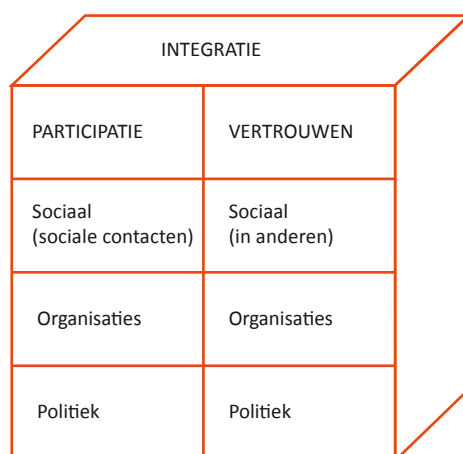 INTEGRATIE
PARTICIPATIE
VERTROUWEN
Sociaal
(sociale contacten)
Sociaal
(in anderen)
Organisaties
Organisaties
Politiek
Politiek